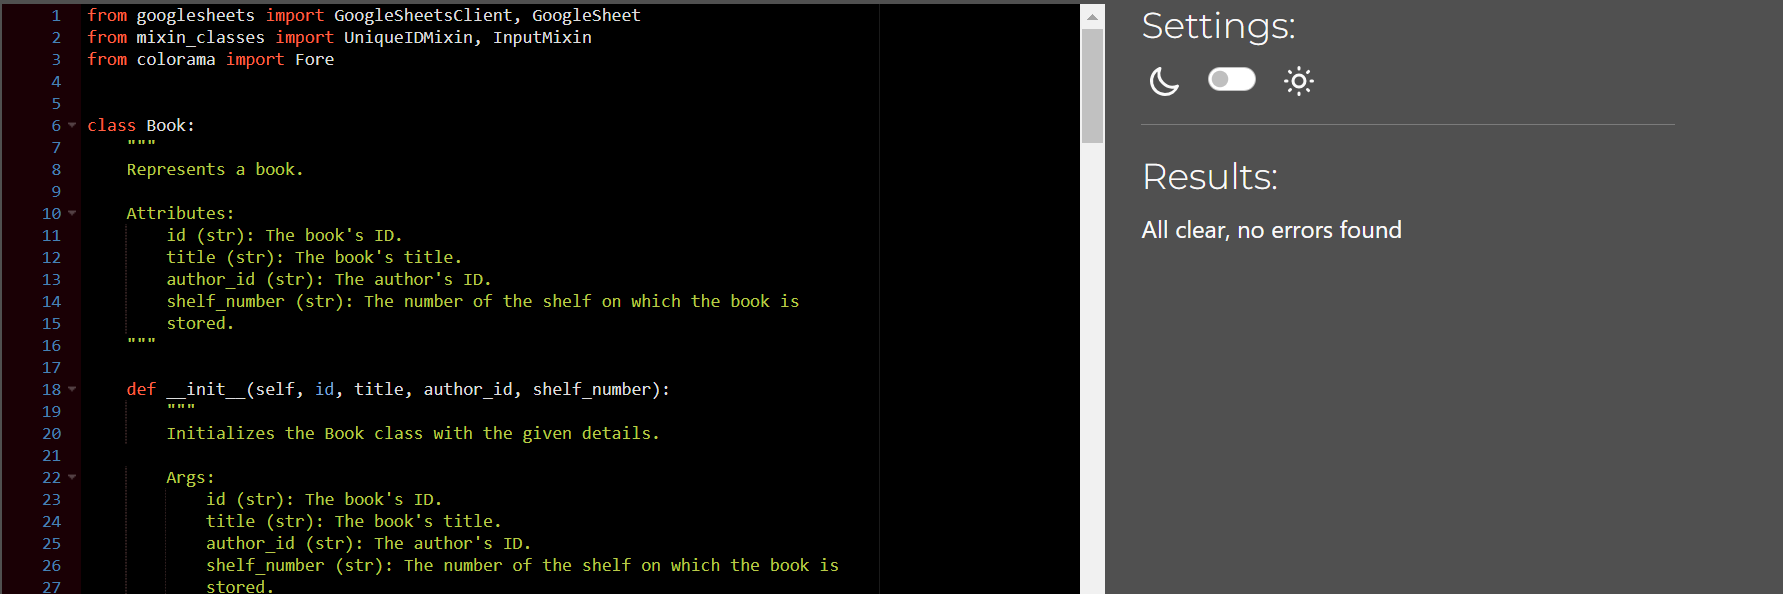 1 from googlesheets import GoogleSheetsClient, GoogleSheet
2 from mixin_classes import UniqueIDMixin, InputMixin
3 from colorama import Fore
4
5
6 class Book:
7 """
8 Represents a book.
9
10 Attributes:
11 id (str): The book's ID.
12 title (str): The book's title.
13 author_id (str): The author's ID.
14 shelf_number (str): The number of the shelf on which the book is
15 stored.
16 """
17
18 def __init__(self, id, title, author_id, shelf_number):
19 """
20 Initializes the Book class with the given details.
21
22 Args:
23 id (str): The book's ID.
24 title (str): The book's title.
25 author_id (str): The author's ID.
26 shelf_number (str): The number of the shelf on which the book is
27 stored.
Settings:
Results:
All clear, no errors found